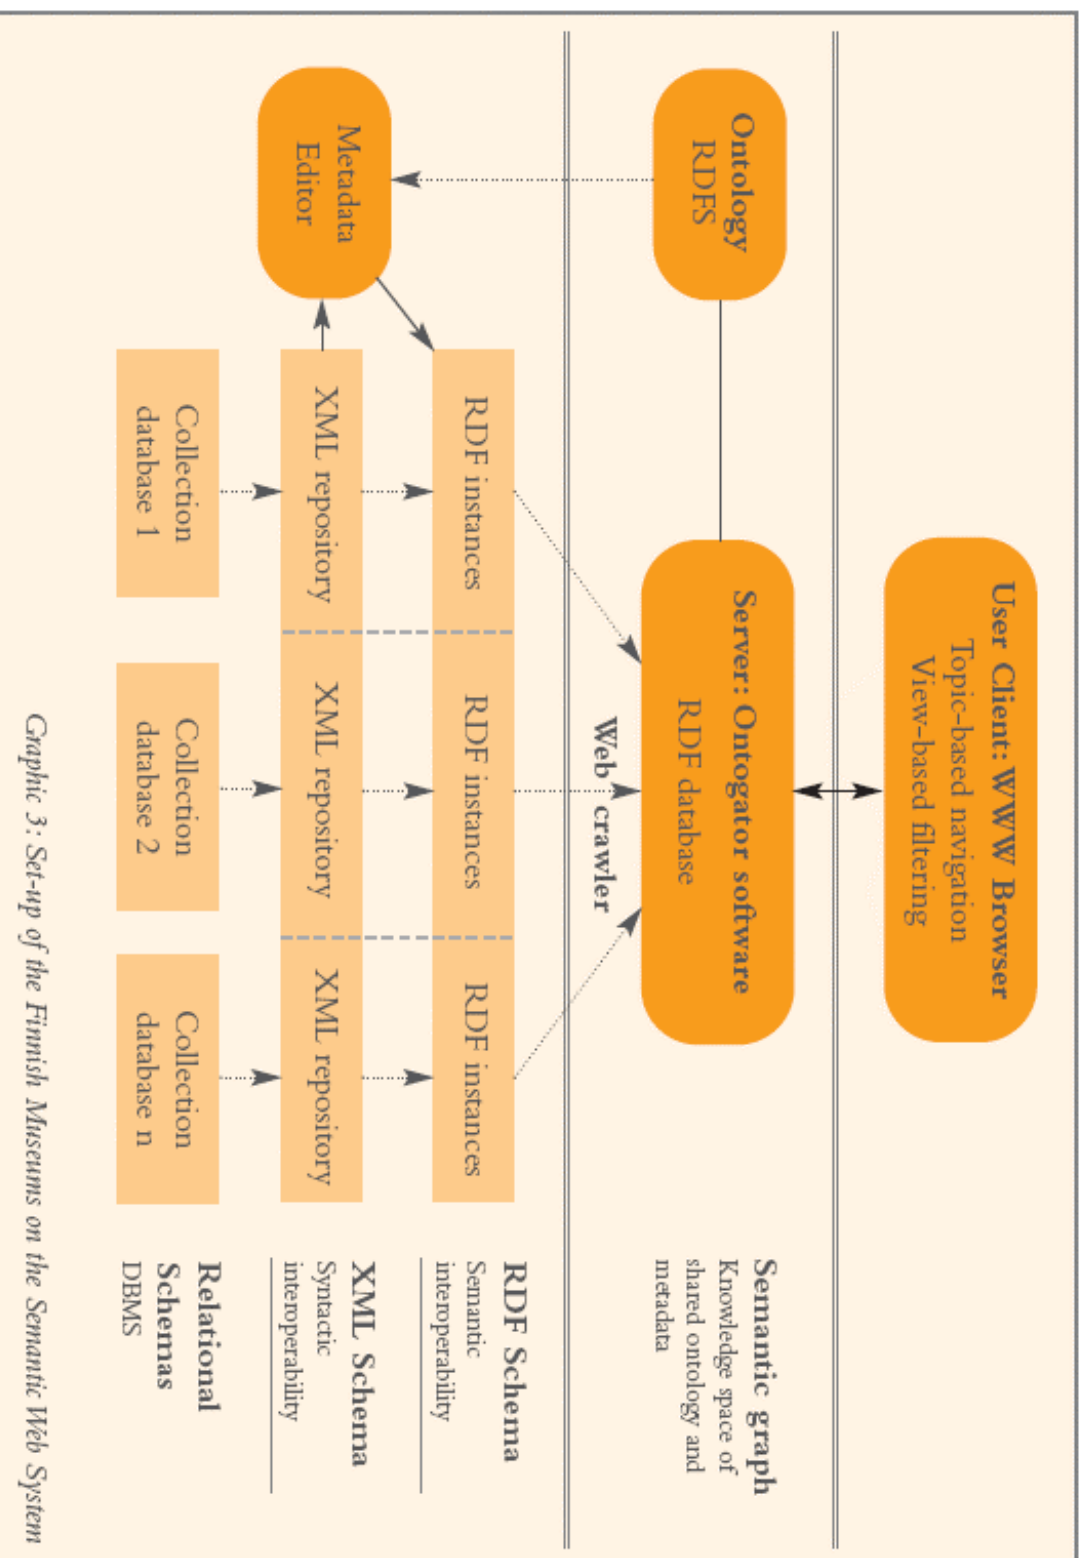 User Client: WWW Browser
Topic-based navigation
View-based filtering
Ontology
RDFS
Server: Ontogator software
RDF database
Semantic graph
Knowledge space of
shared ontology and
metadata
Web crawler
Metadata
Editor
RDF instances
RDF instances
RDF instances
RDF Schema
Semantic
interoperability
XML repository
XML repository
XML repository
XML Schema
Syntactic
interoperability
Collection
database 1
Collection
database 2
Collection
database n
Relational
Schemas
DBMS
Graphic 3: Set-up of the Finnish Museums on the Semantic Web System